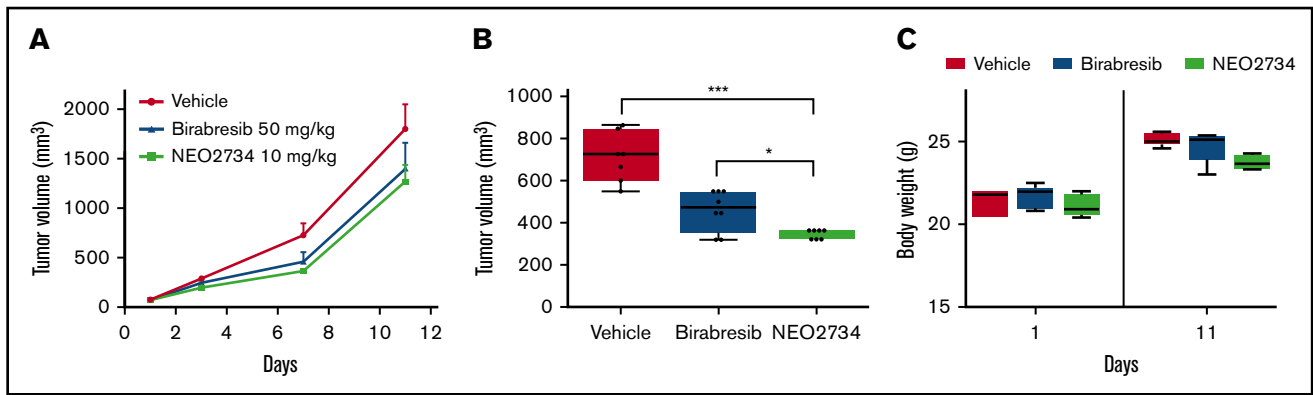 A
Tumor volume (mm³)
2000
1500
1000
500
0
Vehicle
Birabresib 50 mg/kg
NEO2734 10 mg/kg
0 2 4 6 8 10 12
Days
B
Tumor volume (mm³)
1000
800
600
400
200
0
***
*
Vehicle Birabresib NEO2734
C
Vehicle Birabresib NEO2734
Body weight (g)
25
20
15
1 11
Days